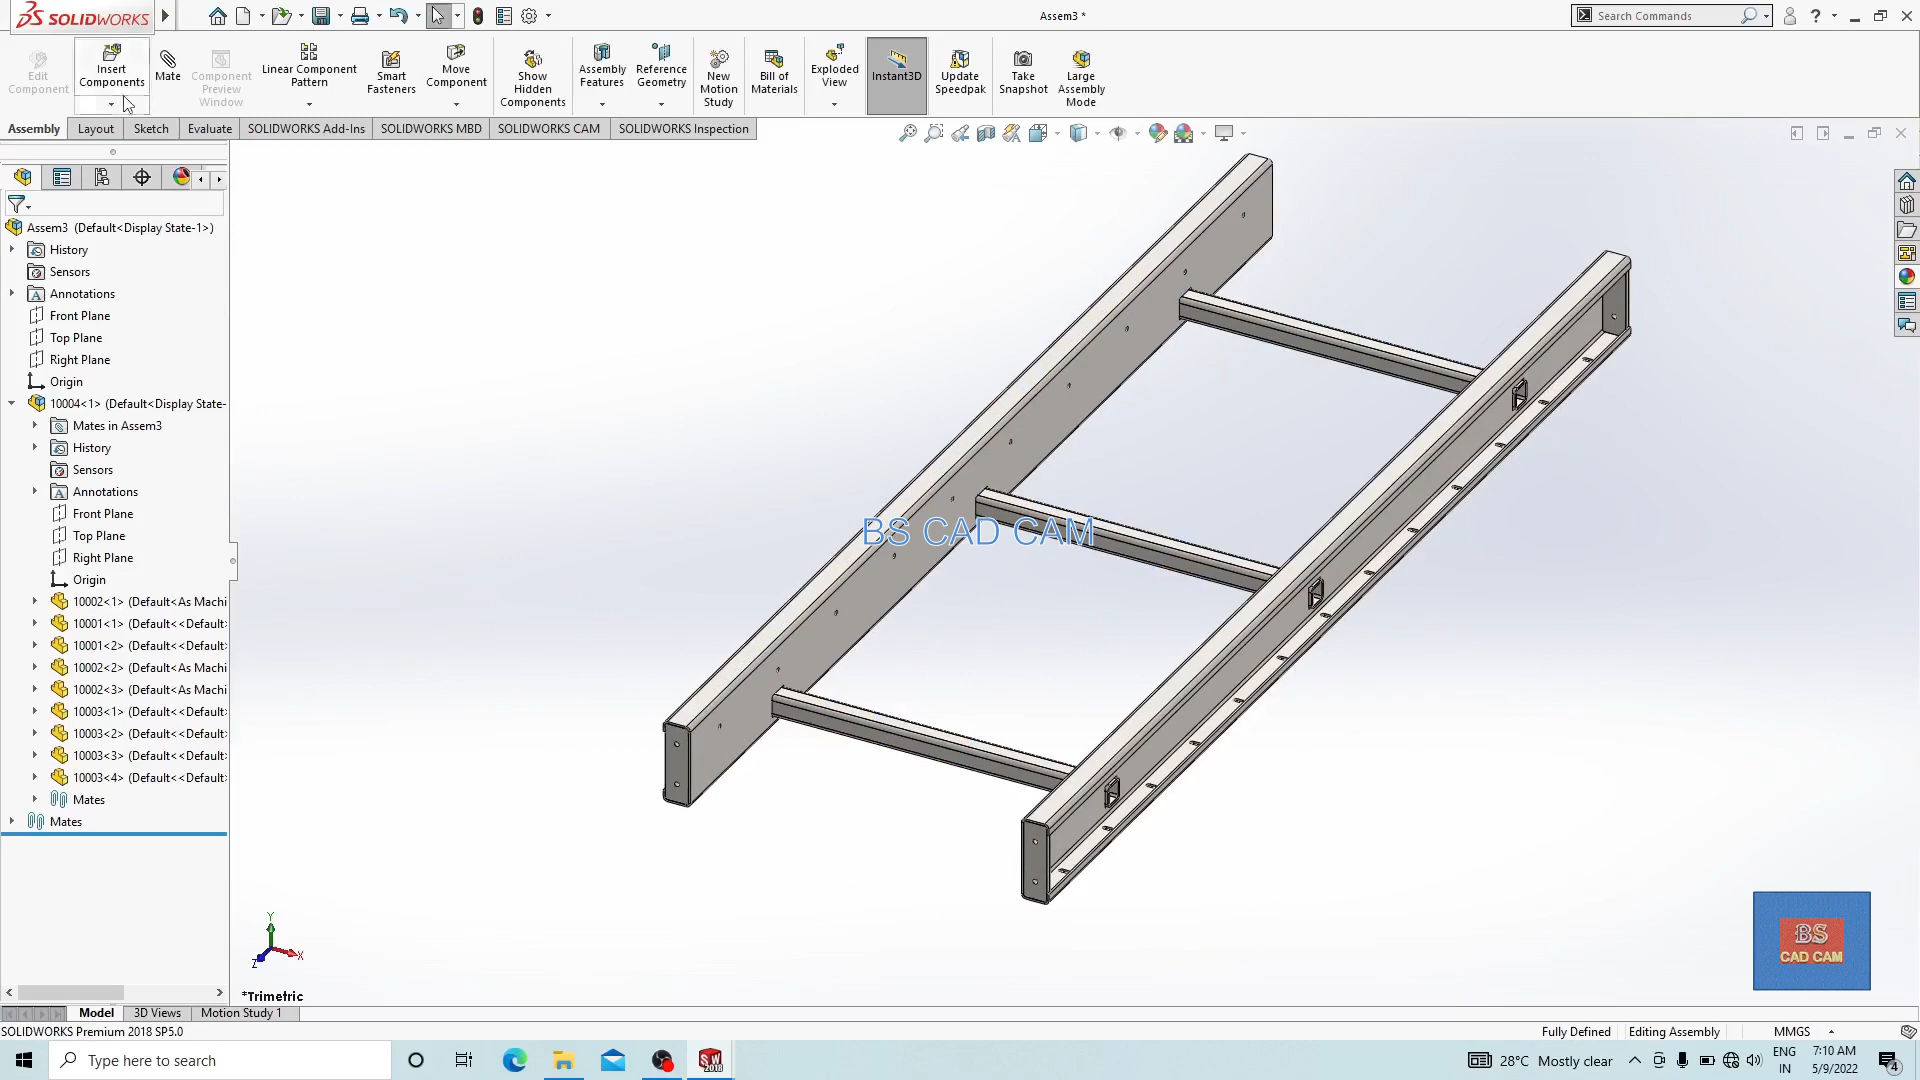 SOLIDWORKS
Assem3 *
Search Commands
?
Edit
Component
Insert
Components
Mate
Component
Preview
Window
Linear Component
Pattern
Smart
Fasteners
Move
Component
Show
Hidden
Components
Assembly
Features
Reference
Geometry
New
Motion
Study
Bill of
Materials
Exploded
View
Instant3D
Update
Speedpak
Take
Snapshot
Large
Assembly
Mode
Assembly
Layout
Sketch
Evaluate
SOLIDWORKS Add-Ins
SOLIDWORKS MBD
SOLIDWORKS CAM
SOLIDWORKS Inspection
Assem3 (Default<Display State-1>)
History
Sensors
Annotations
Front Plane
Top Plane
Right Plane
Origin
10004<1> (Default<Display State-
Mates in Assem3
History
Sensors
Annotations
Front Plane
Top Plane
Right Plane
Origin
10002<1> (Default<As Machi
10001<1> (Default<<Default>
10001<2> (Default<<Default>
10002<2> (Default<As Machi
10002<3> (Default<As Machi
10003<1> (Default<<Default>
10003<2> (Default<<Default>
10003<3> (Default<<Default>
10003<4> (Default<<Default>
Mates
Mates
BS CAD CAM
BS
CAD CAM
Y
X
Z
*Trimetric
Model
3D Views
Motion Study 1
SOLIDWORKS Premium 2018 SP5.0
Fully Defined
Editing Assembly
MMGS
Type here to search
SW
2018
28°C Mostly clear
ENG
IN
7:10 AM
5/9/2022
4